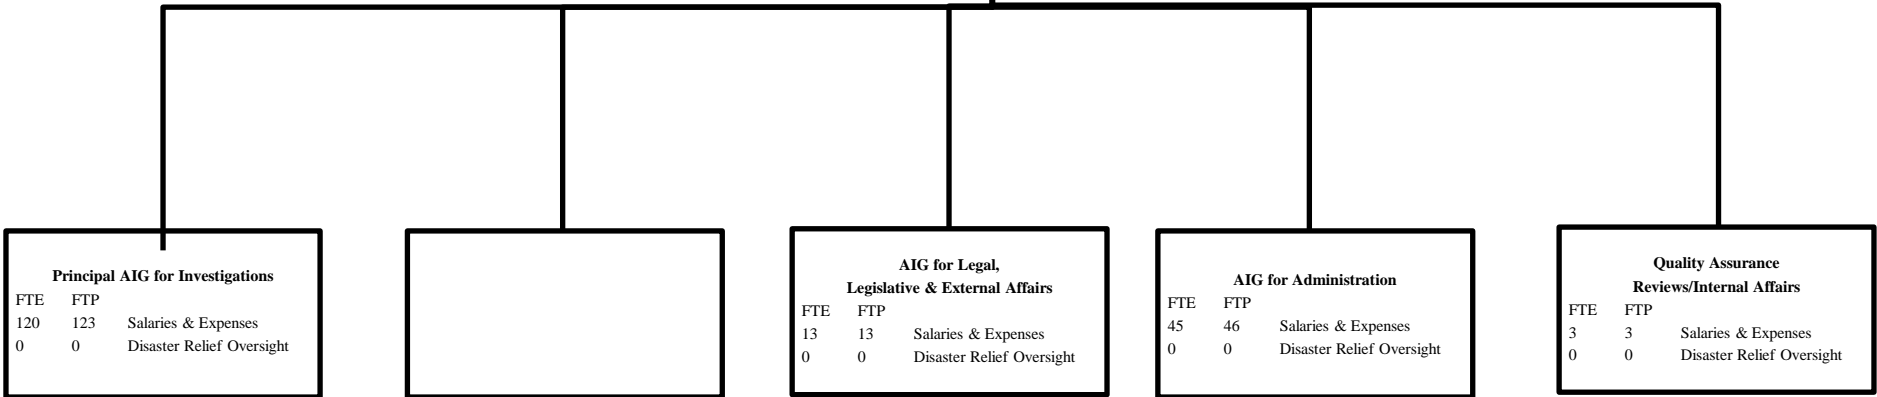 Principal AIG for Investigations
FTE FTP
120 123 Salaries & Expenses
0 0 Disaster Relief Oversight
AIG for Legal,
Legislative & External Affairs
FTE FTP
13 13 Salaries & Expenses
0 0 Disaster Relief Oversight
AIG for Administration
FTE FTP
45 46 Salaries & Expenses
0 0 Disaster Relief Oversight
Quality Assurance
Reviews/Internal Affairs
FTE FTP
3 3 Salaries & Expenses
0 0 Disaster Relief Oversight